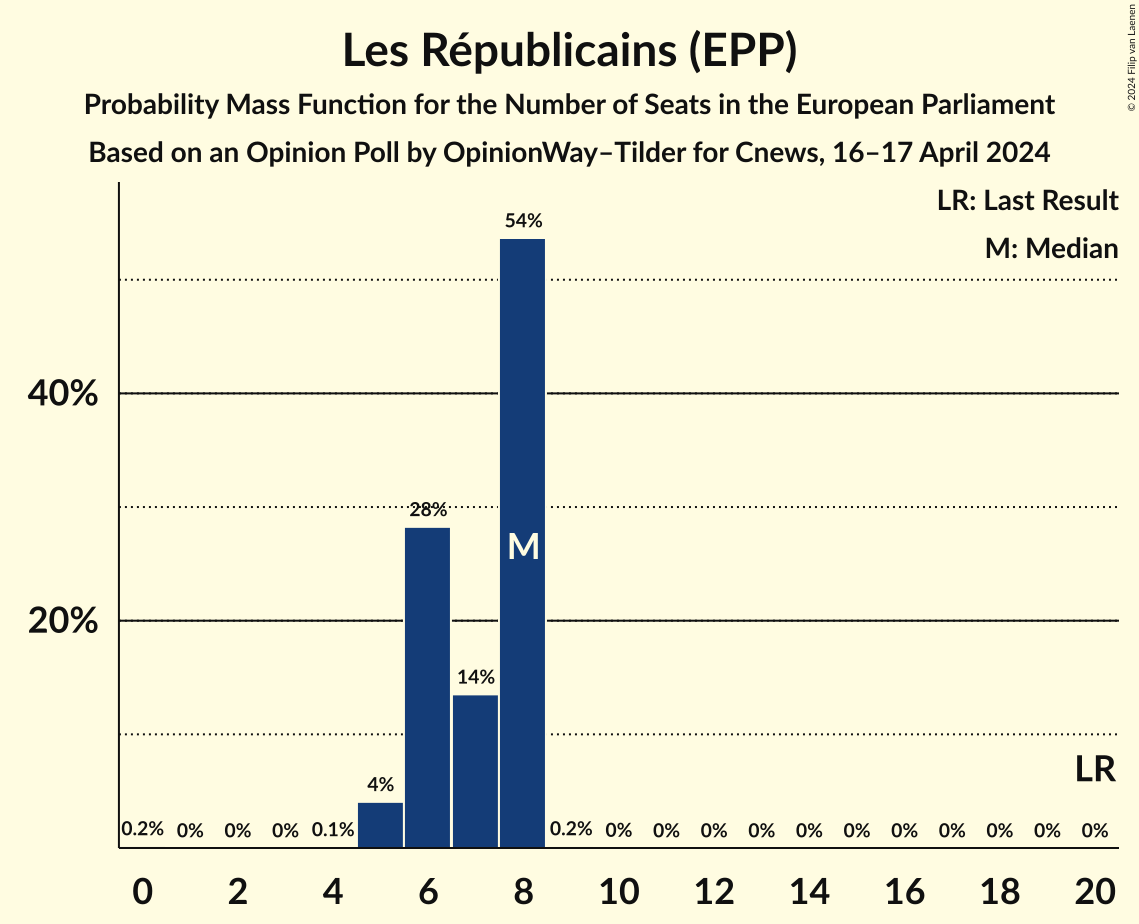 Les Républicains (EPP)
Probability Mass Function for the Number of Seats in the European Parliament
Based on an Opinion Poll by OpinionWay–Tilder for Cnews, 16–17 April 2024
© 2024 Filip van Laenen
LR: Last Result
M: Median
54%
40%
28%
M
20%
14%
LR
4%
0.2% 0% 0% 0% 0.1% 0.2% 0% 0% 0% 0% 0% 0% 0% 0% 0% 0% 0%
0 2 4 6 8 10 12 14 16 18 20